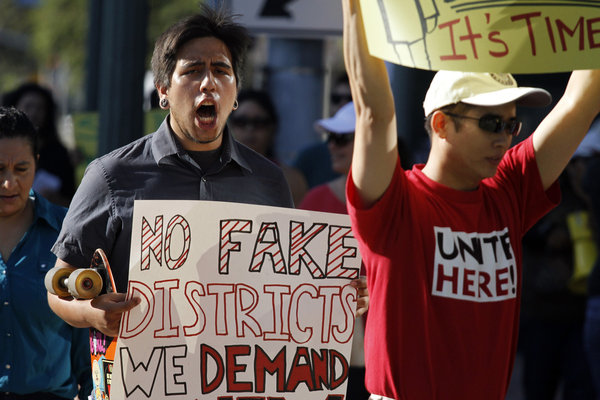 IT'S TIME
NO FAKE
DISTRICTS
WE DEMAND
UNITE
HERE!